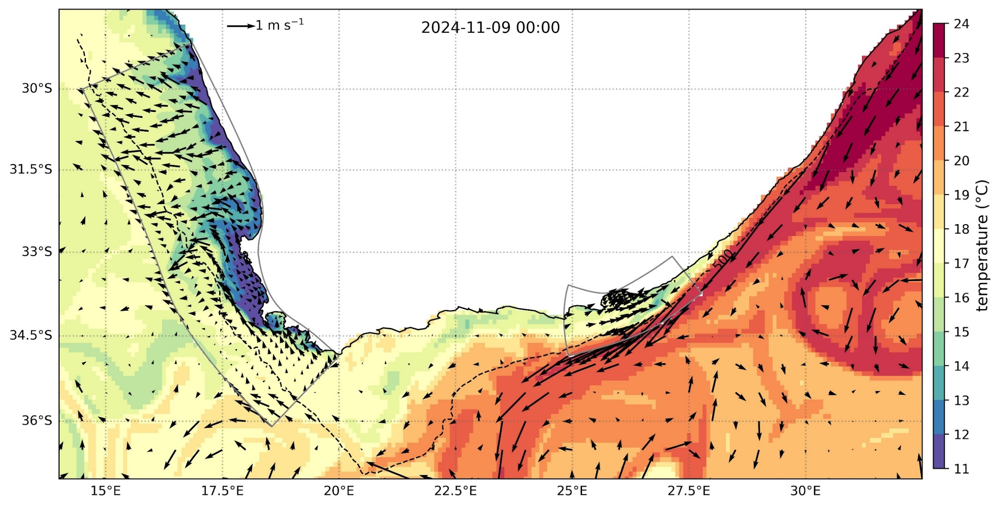 1 m s⁻¹
2024-11-09 00:00
30°S
31.5°S
33°S
34.5°S
36°S
500
15°E
17.5°E
20°E
22.5°E
25°E
27.5°E
30°E
24
23
22
21
20
19
18
17
16
15
14
13
12
11
temperature (°C)